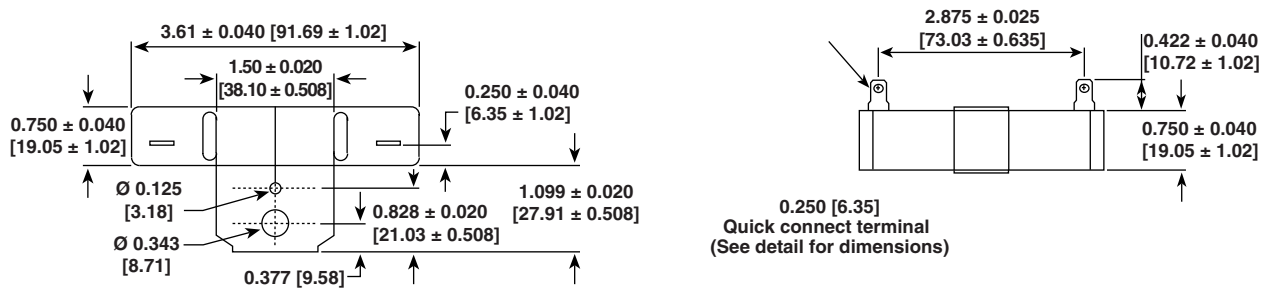 3.61 ± 0.040 [91.69 ± 1.02]
1.50 ± 0.020
[38.10 ± 0.508]
0.250 ± 0.040
[6.35 ± 1.02]
0.750 ± 0.040
[19.05 ± 1.02]
Ø 0.125
[3.18]
Ø 0.343
[8.71]
0.377 [9.58]
0.828 ± 0.020
[21.03 ± 0.508]
1.099 ± 0.020
[27.91 ± 0.508]
2.875 ± 0.025
[73.03 ± 0.635]
0.422 ± 0.040
[10.72 ± 1.02]
0.750 ± 0.040
[19.05 ± 1.02]
0.250 [6.35]
Quick connect terminal
(See detail for dimensions)